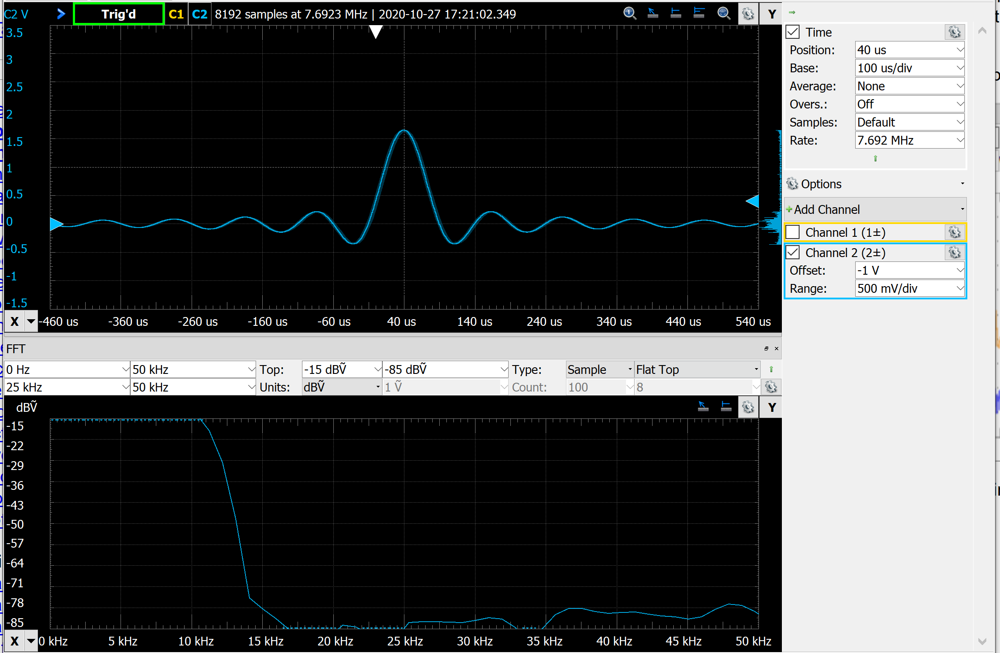 C2 V
Trig'd C1 C2 8192 samples at 7.6923 MHz | 2020-10-27 17:21:02.349
Y
3.5
3
2.5
2
1.5
1
0.5
0
-0.5
-1
-1.5
X -460 us -360 us -260 us -160 us -60 us 40 us 140 us 240 us 340 us 440 us 540 us
Time
Position: 40 us
Base: 100 us/div
Average: None
Overs.: Off
Samples: Default
Rate: 7.692 MHz
Options
Add Channel
Channel 1 (1±)
Channel 2 (2±)
Offset: -1 V
Range: 500 mV/div
FFT
0 Hz 50 kHz Top: -15 dBṼ -85 dBṼ Type: Sample Flat Top
25 kHz 50 kHz Units: dBṼ 1 Ṽ Count: 100 8
dBṼ Y
-15
-22
-29
-36
-43
-50
-57
-64
-71
-78
-85
X 0 kHz 5 kHz 10 kHz 15 kHz 20 kHz 25 kHz 30 kHz 35 kHz 40 kHz 45 kHz 50 kHz